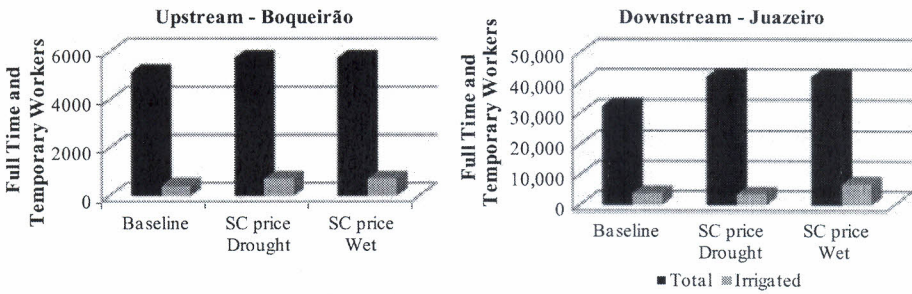 Upstream - Boqueirão
Full Time and
Temporary Workers
6000
4000
2000
0
Baseline
SC price
Drought
SC price
Wet
Downstream - Juazeiro
Full Time and
Temporary Workers
50,000
40,000
30,000
20,000
10,000
0
Baseline
SC price
Drought
SC price
Wet
Total
Irrigated